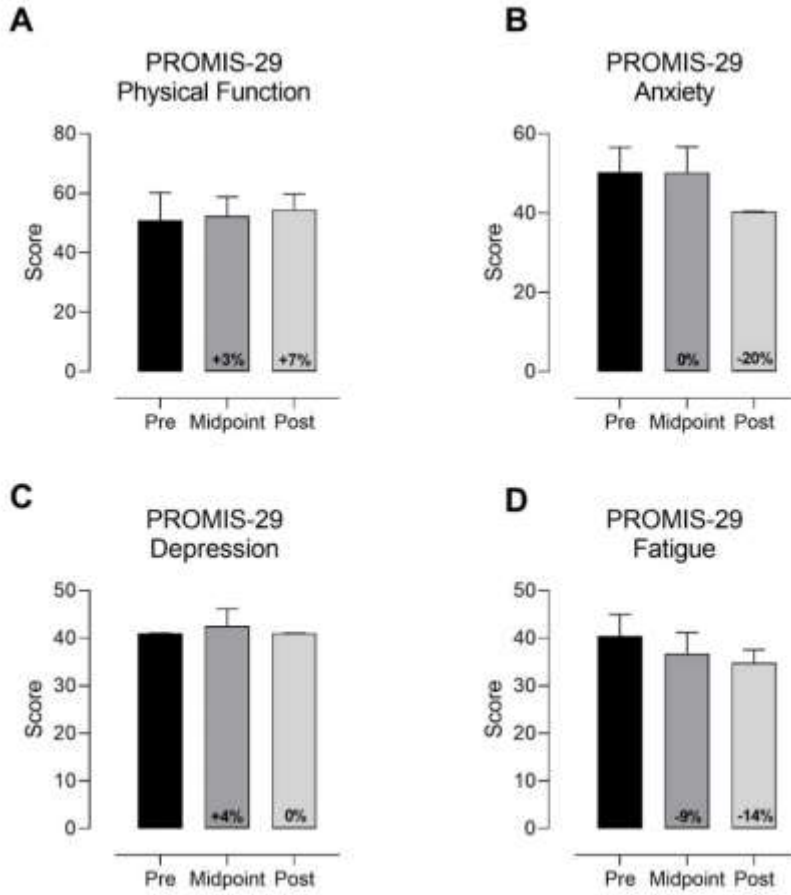 A
PROMIS-29
Physical Function
80
60
40
20
0
Score
+3%
+7%
Pre
Midpoint
Post
B
PROMIS-29
Anxiety
60
40
20
0
Score
0%
-20%
Pre
Midpoint
Post
C
PROMIS-29
Depression
50
40
30
20
10
0
Score
+4%
0%
Pre
Midpoint
Post
D
PROMIS-29
Fatigue
50
40
30
20
10
0
Score
-9%
-14%
Pre
Midpoint
Post